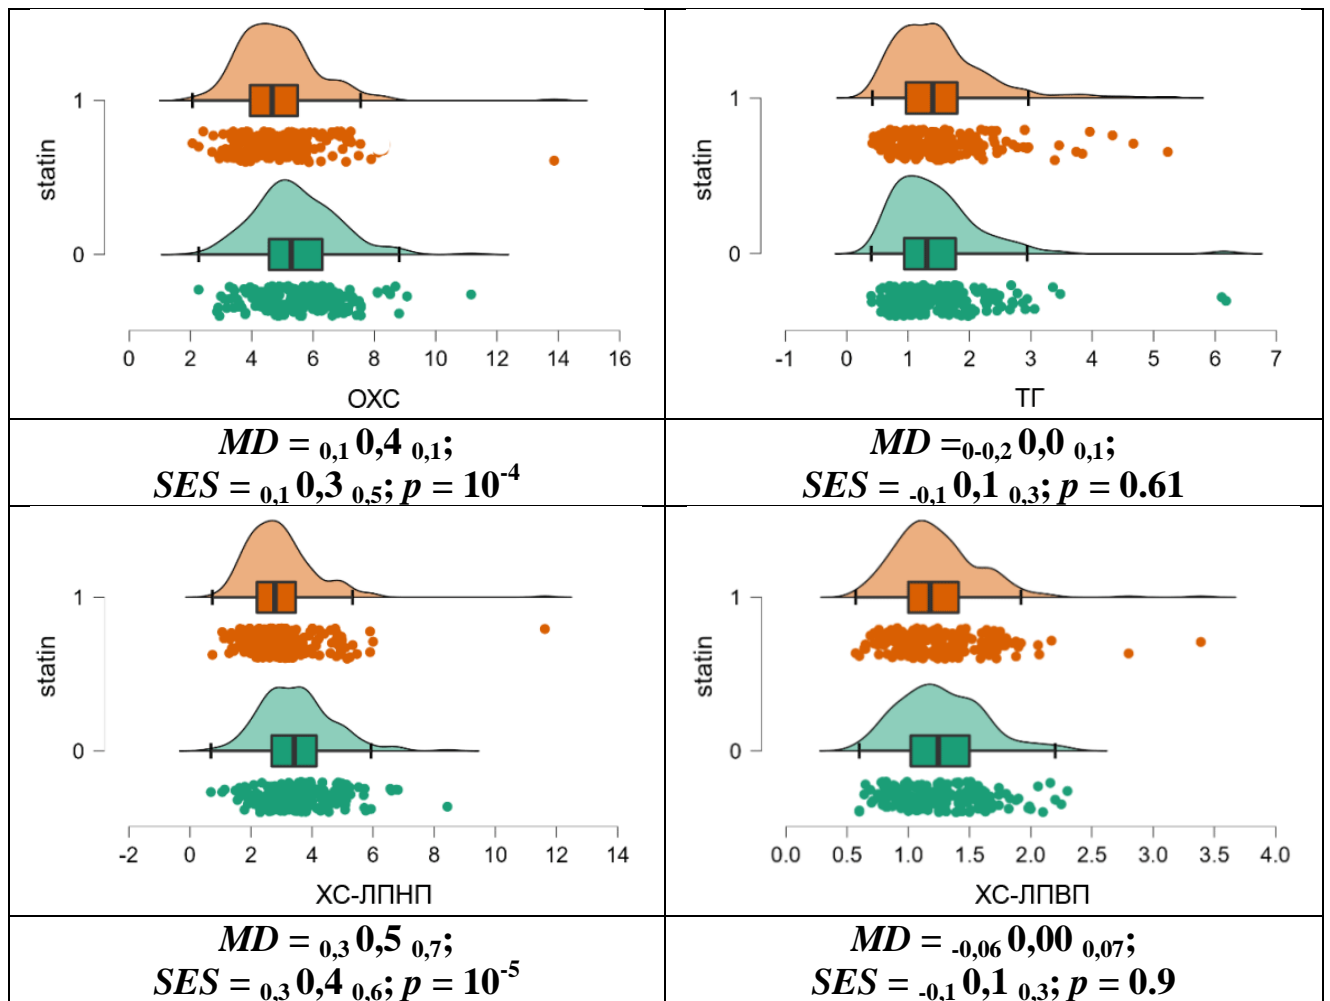 statin
1
0
0 2 4 6 8 10 12 14 16
ОХС
statin
1
0
-1 0 1 2 3 4 5 6 7
ТГ
MD = 0,1 0,4 0,1;
SES = 0,1 0,3 0,5; p = 10-4
MD =0-0,2 0,0 0,1;
SES = -0,1 0,1 0,3; p = 0.61
statin
1
0
-2 0 2 4 6 8 10 12 14
ХС-ЛПНП
statin
1
0
0.0 0.5 1.0 1.5 2.0 2.5 3.0 3.5 4.0
ХС-ЛПВП
MD = 0,3 0,5 0,7;
SES = 0,3 0,4 0,6; p = 10-5
MD = -0,06 0,00 0,07;
SES = -0,1 0,1 0,3; p = 0.9